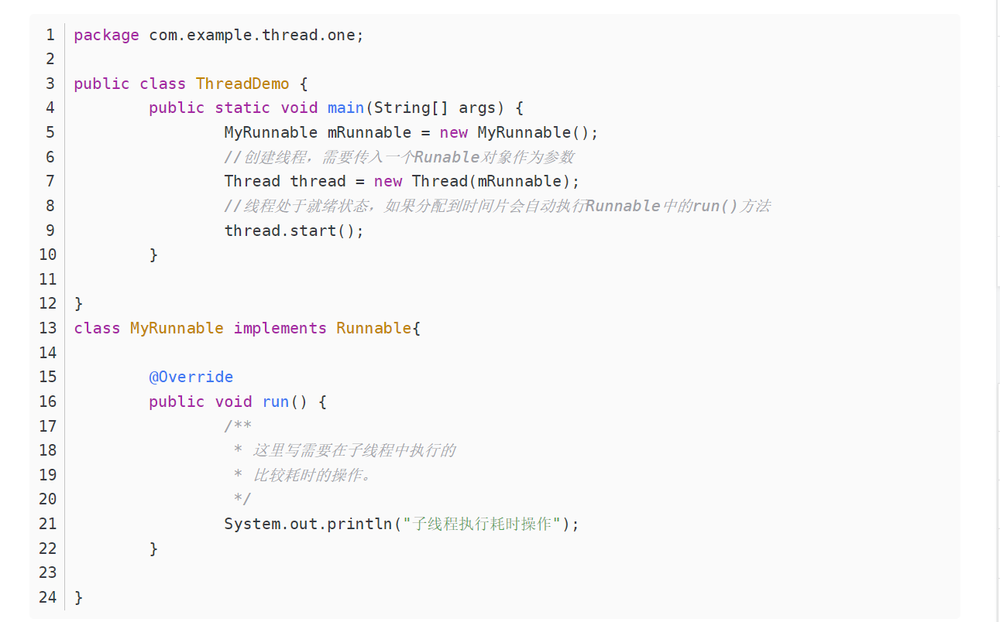 1 package com.example.thread.one;
2
3 public class ThreadDemo {
4 public static void main(String[] args) {
5 MyRunnable mRunnable = new MyRunnable();
6 //创建线程，需要传入一个Runable对象作为参数
7 Thread thread = new Thread(mRunnable);
8 //线程处于就绪状态，如果分配到时间片会自动执行Runnable中的run()方法
9 thread.start();
10 }
11
12 }
13 class MyRunnable implements Runnable{
14
15 @Override
16 public void run() {
17 /**
18 * 这里写需要在子线程中执行的
19 * 比较耗时的操作。
20 */
21 System.out.println("子线程执行耗时操作");
22 }
23
24 }